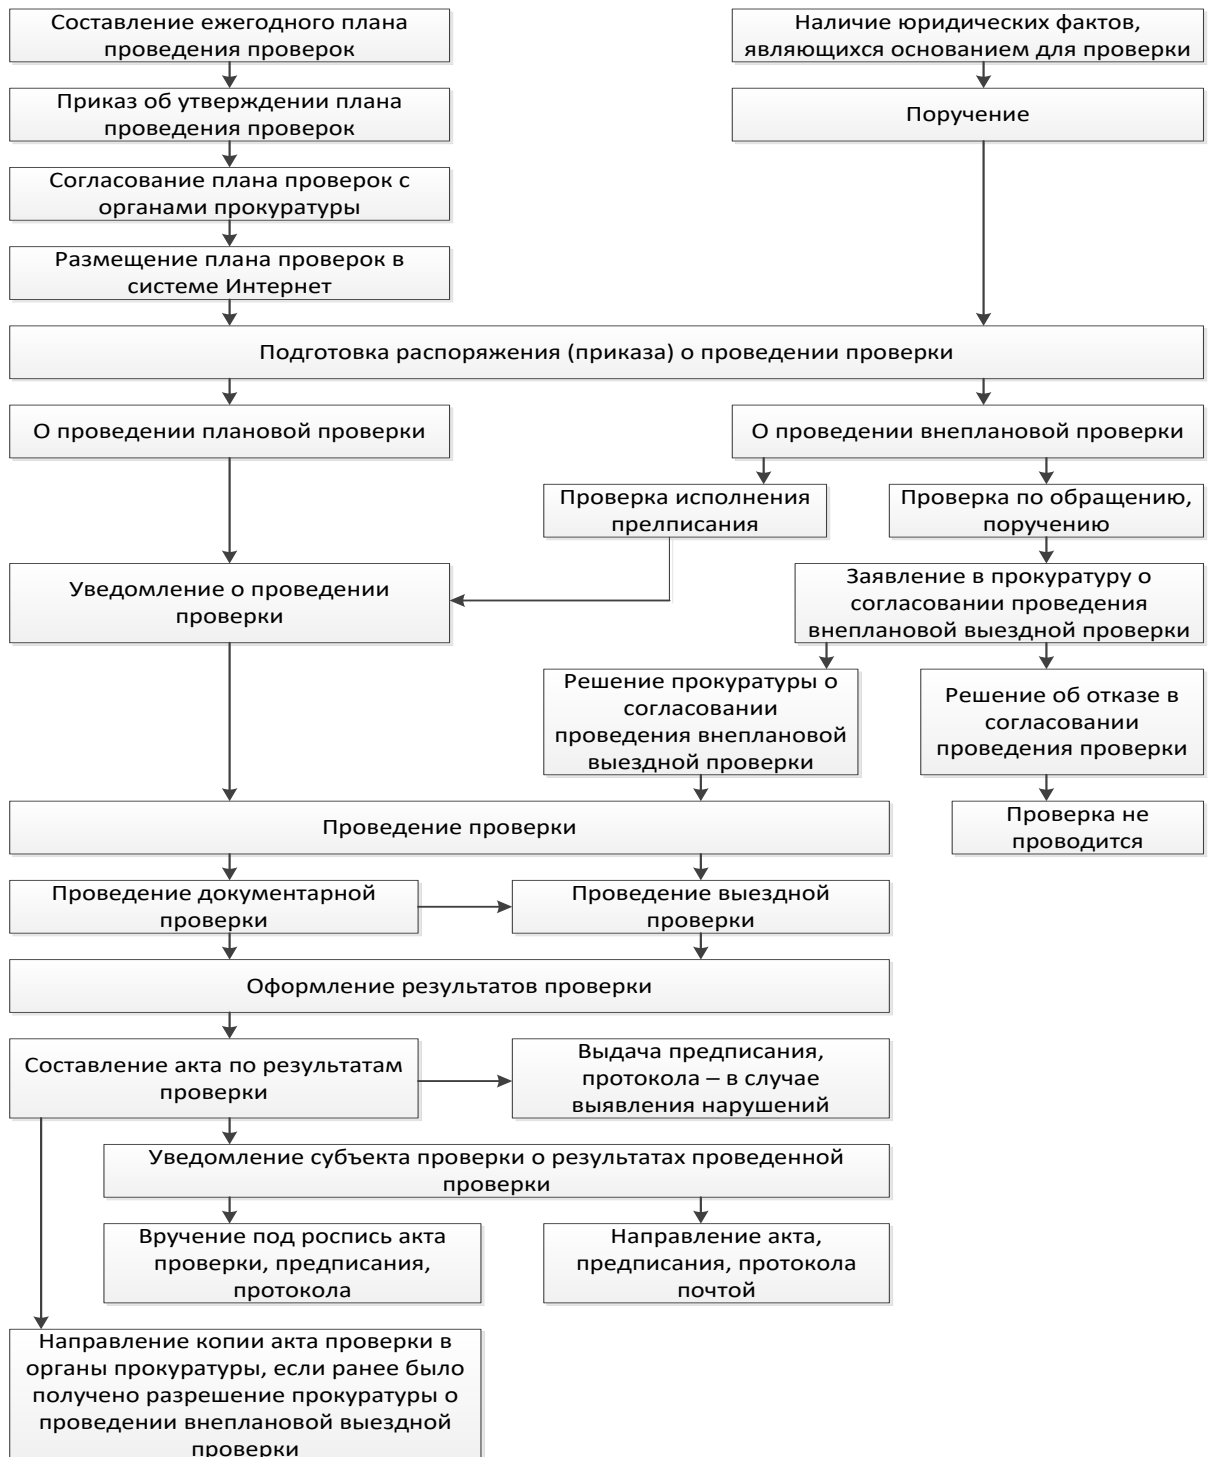 Составление ежегодного плана
проведения проверок
Наличие юридических фактов,
являющихся основанием для проверки
Приказ об утверждении плана
проведения проверок
Поручение
Согласование плана проверок с
органами прокуратуры
Размещение плана проверок в
системе Интернет
Подготовка распоряжения (приказа) о проведении проверки
О проведении плановой проверки
О проведении внеплановой проверки
Проверка исполнения
прелписания
Проверка по обращению,
поручению
Уведомление о проведении
проверки
Заявление в прокуратуру о
согласовании проведения
внеплановой выездной проверки
Решение прокуратуры о
согласовании
проведения внеплановой
выездной проверки
Решение об отказе в
согласовании
проведения проверки
Проведение проверки
Проверка не
проводится
Проведение документарной
проверки
Проведение выездной
проверки
Оформление результатов проверки
Составление акта по результатам
проверки
Выдача предписания,
протокола – в случае
выявления нарушений
Уведомление субъекта проверки о результатах проведенной
проверки
Вручение под роспись акта
проверки, предписания,
протокола
Направление акта,
предписания, протокола
почтой
Направление копии акта проверки в
органы прокуратуры, если ранее было
получено разрешение прокуратуры о
проведении внеплановой выездной
проверки